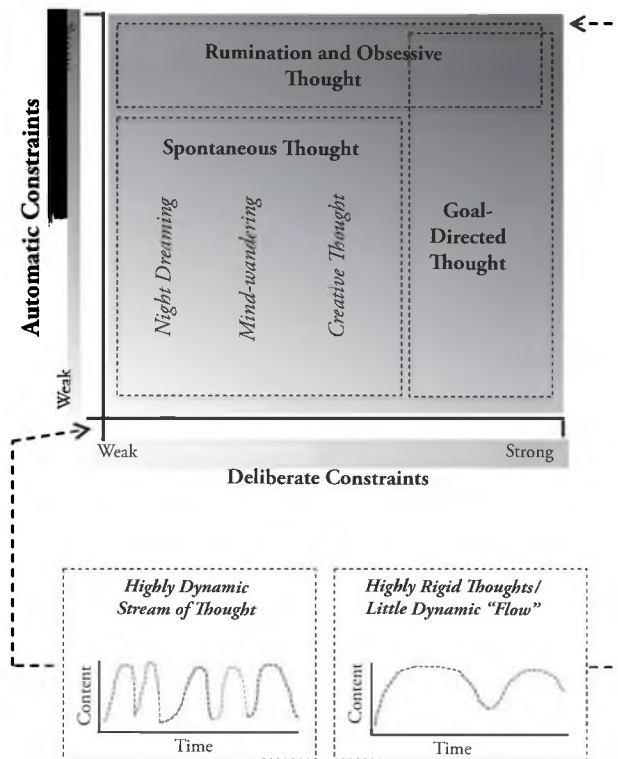 Rumination and Obsessive
Thought
Spontaneous Thought
Night Dreaming
Mind-wandering
Creative Thought
Goal-
Directed
Thought
Automatic Constraints
Weak
Weak
Strong
Deliberate Constraints
Highly Dynamic
Stream of Thought
Content
Time
Highly Rigid Thoughts/
Little Dynamic “Flow”
Content
Time